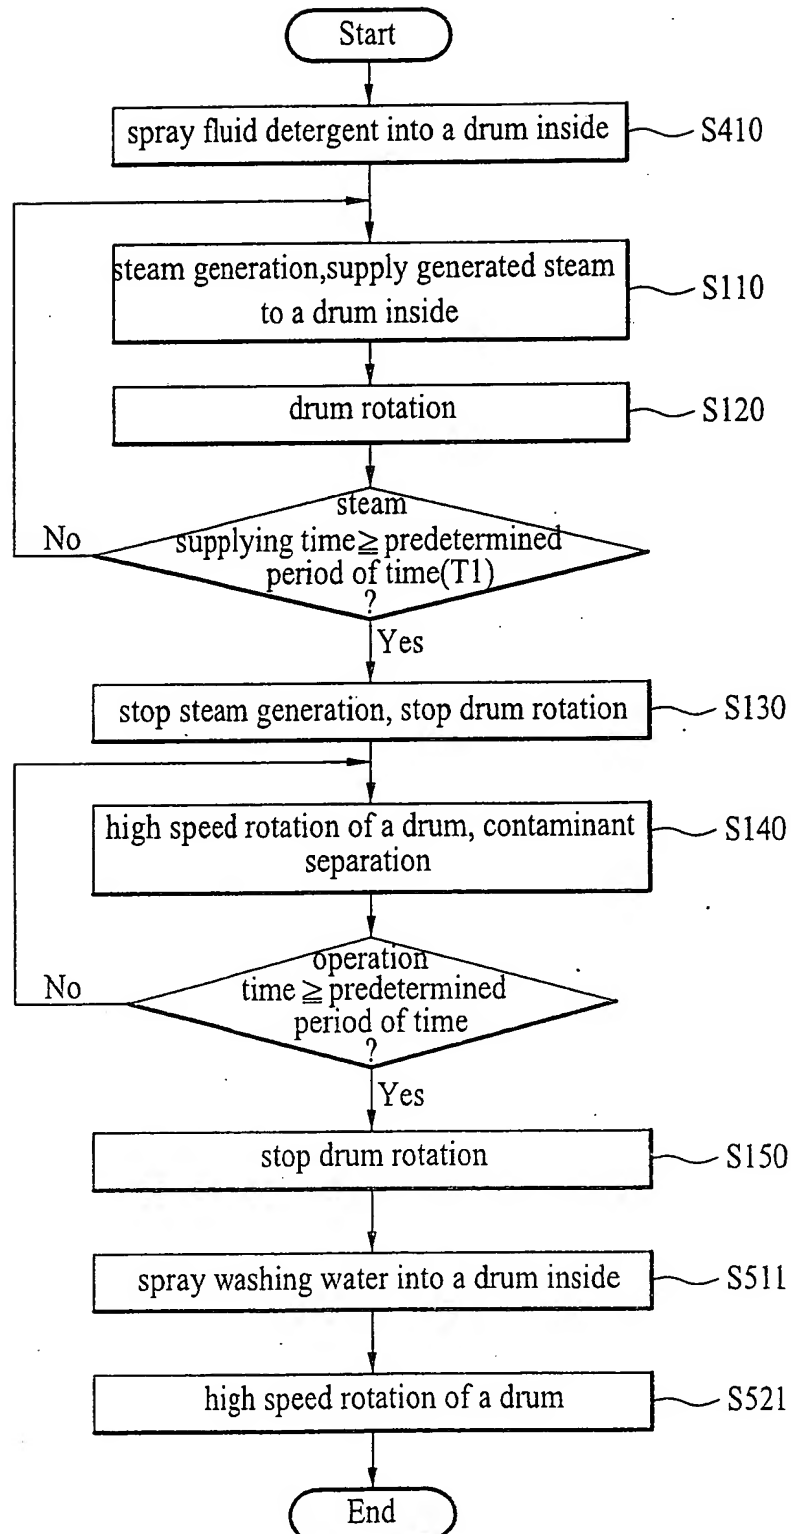 Start
spray fluid detergent into a drum inside
S410
steam generation,supply generated steam
to a drum inside
S110
drum rotation
S120
steam
supplying time≧predetermined
period of time(T1)
?
No
Yes
stop steam generation, stop drum rotation
S130
high speed rotation of a drum, contaminant
separation
S140
operation
time≧predetermined
period of time
?
No
Yes
stop drum rotation
S150
spray washing water into a drum inside
S511
high speed rotation of a drum
S521
End